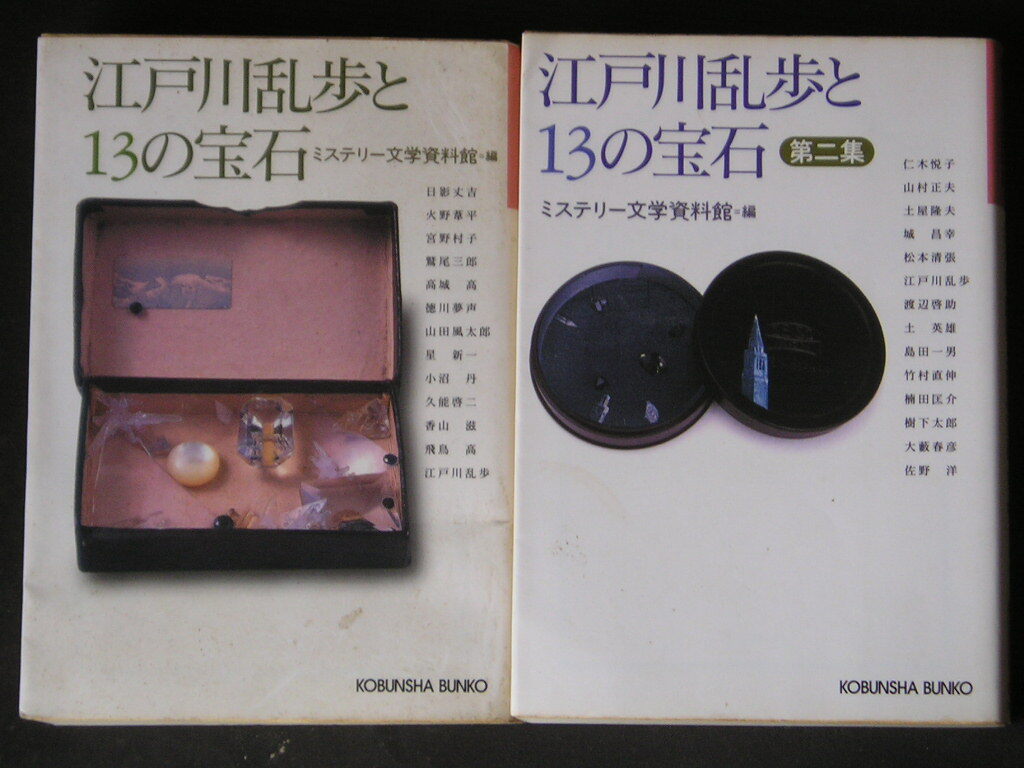 江戸川乱歩と
13の宝石 ミステリー文学資料館=編
日影丈吉
火野葦平
宮野村子
鷲尾三郎
高城　高
徳川夢声
山田風太郎
星　新一
小沼　丹
久能啓二
香山　滋
飛鳥　高
江戸川乱歩
KOBUNSHA BUNKO
江戸川乱歩と
13の宝石 第二集
ミステリー文学資料館=編
仁木悦子
山村正夫
土屋隆夫
城　昌幸
松本清張
江戸川乱歩
渡辺啓助
土　英雄
島田一男
竹村直伸
楠田匡介
樹下太郎
大藪春彦
佐野　洋
KOBUNSHA BUNKO